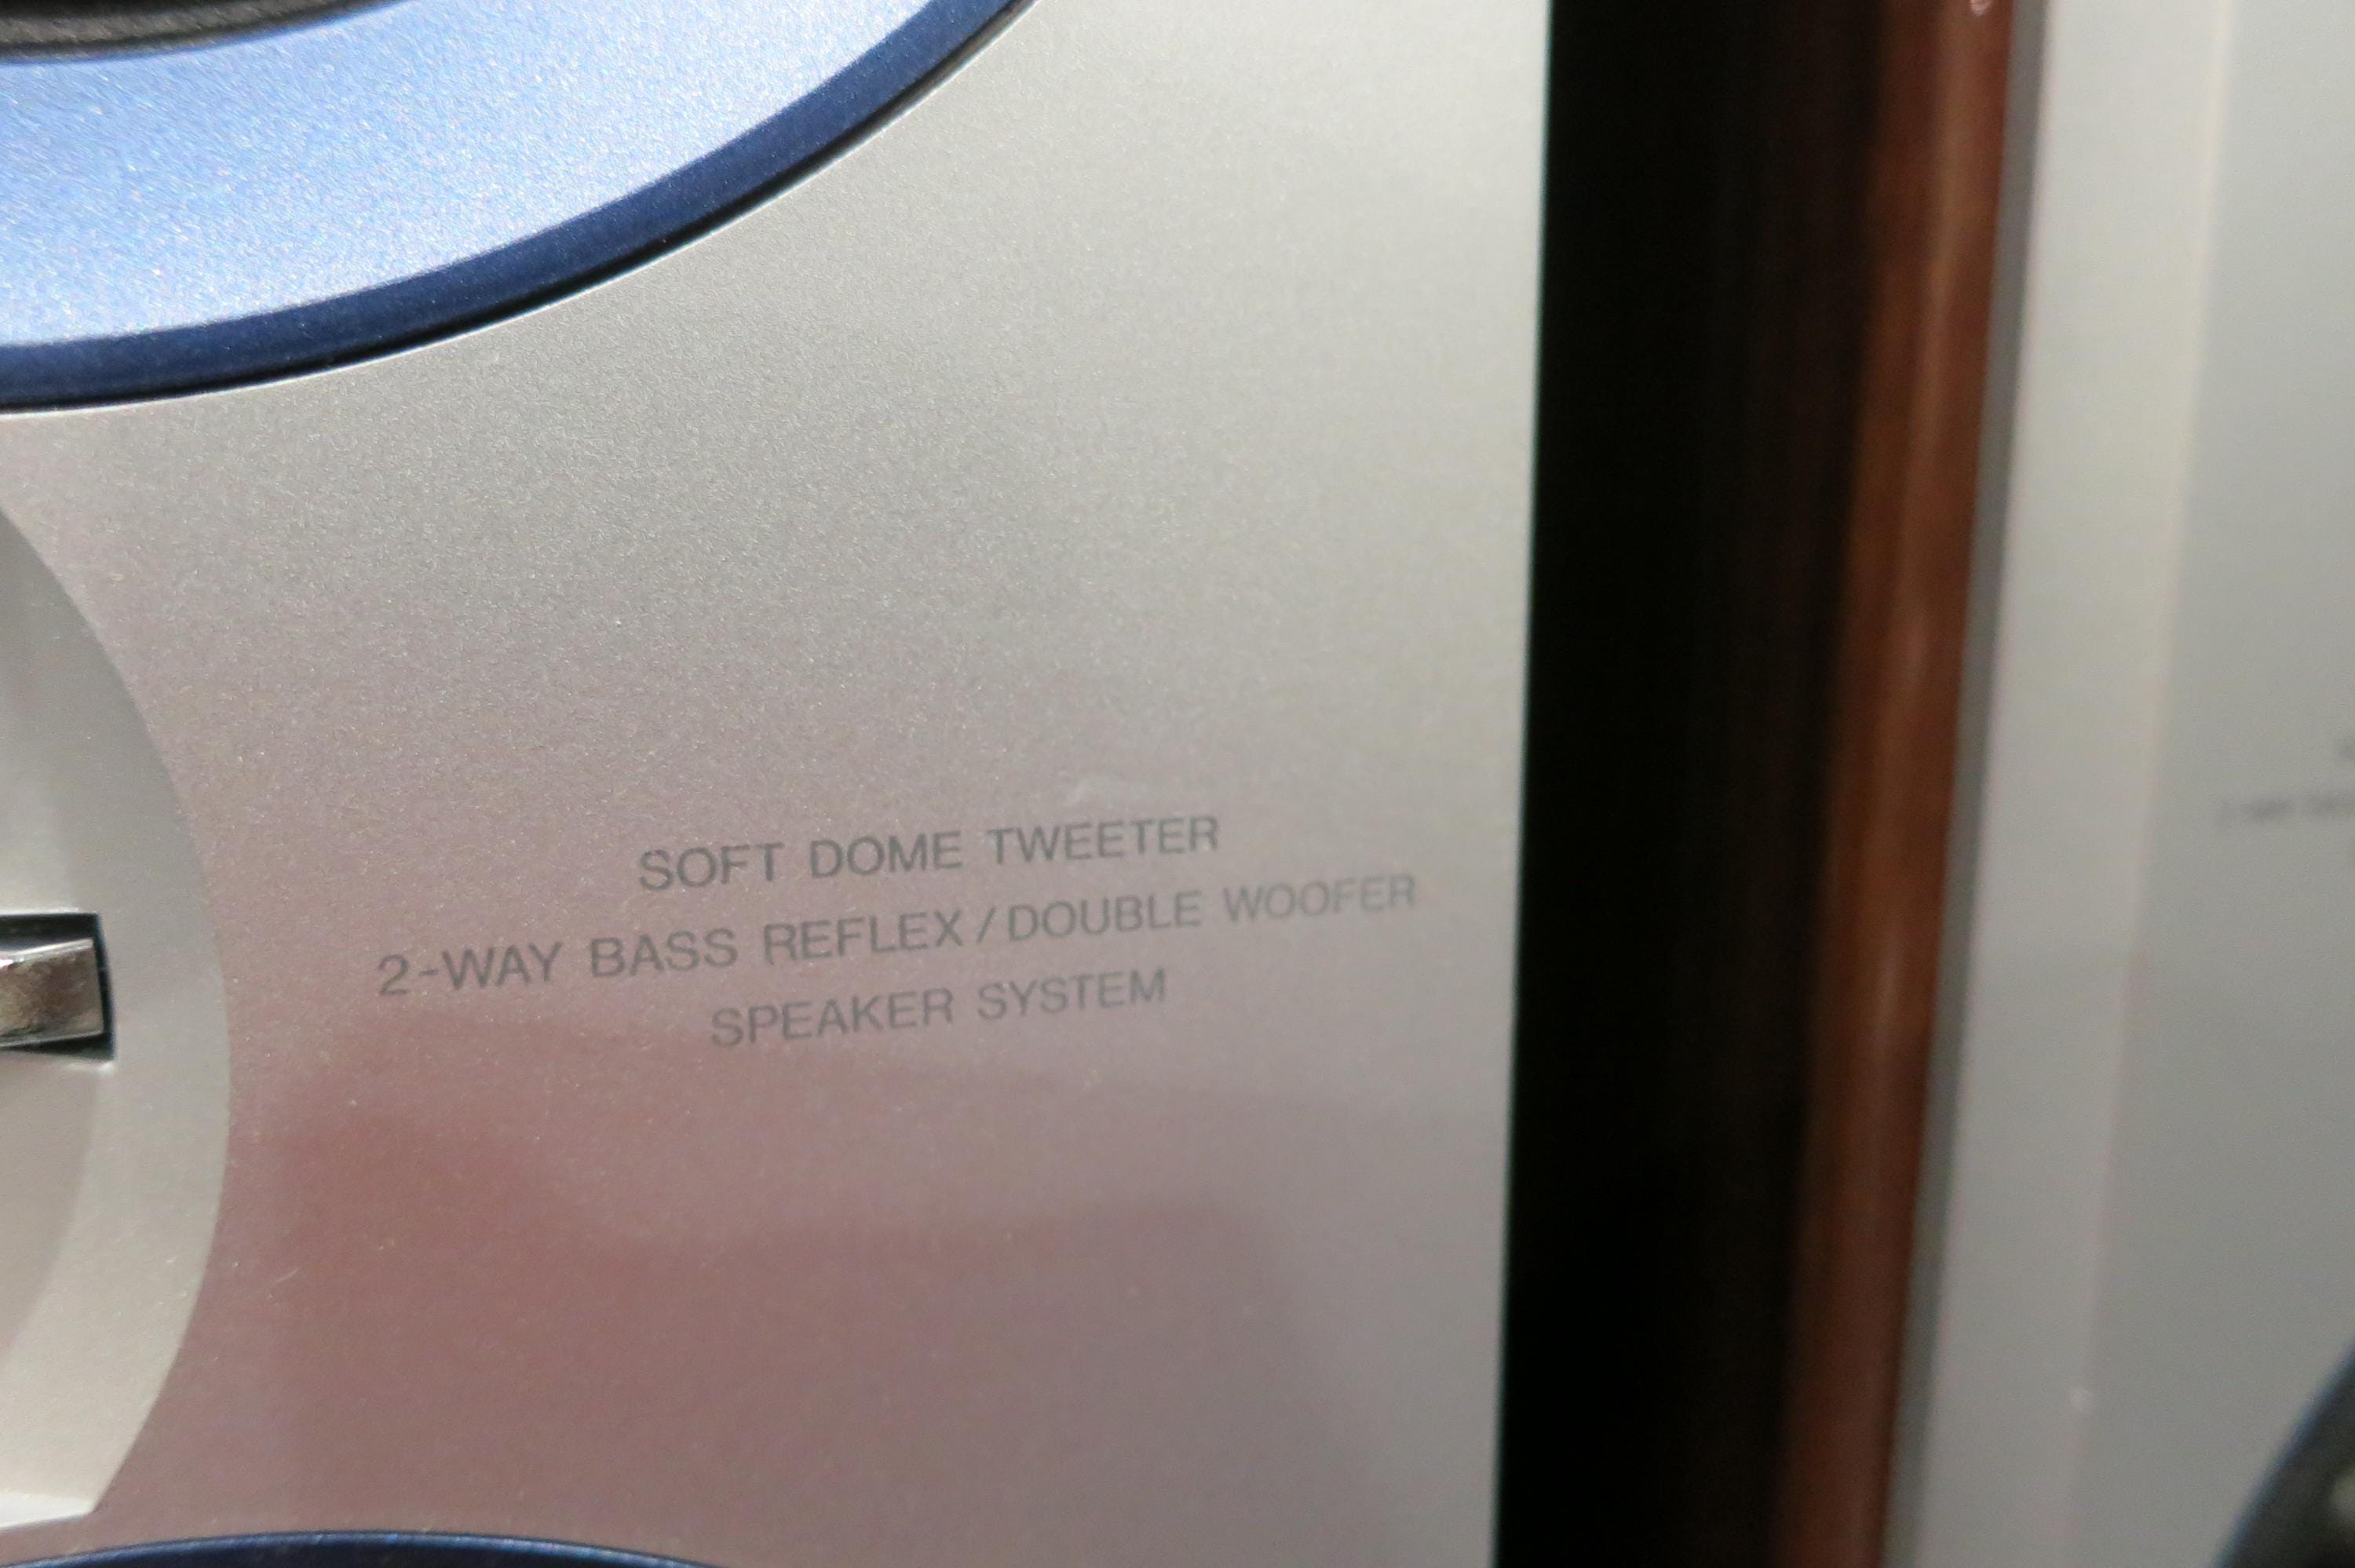 SOFT DOME TWEETER
2-WAY BASS REFLEX/DOUBLE WOOFER
SPEAKER SYSTEM